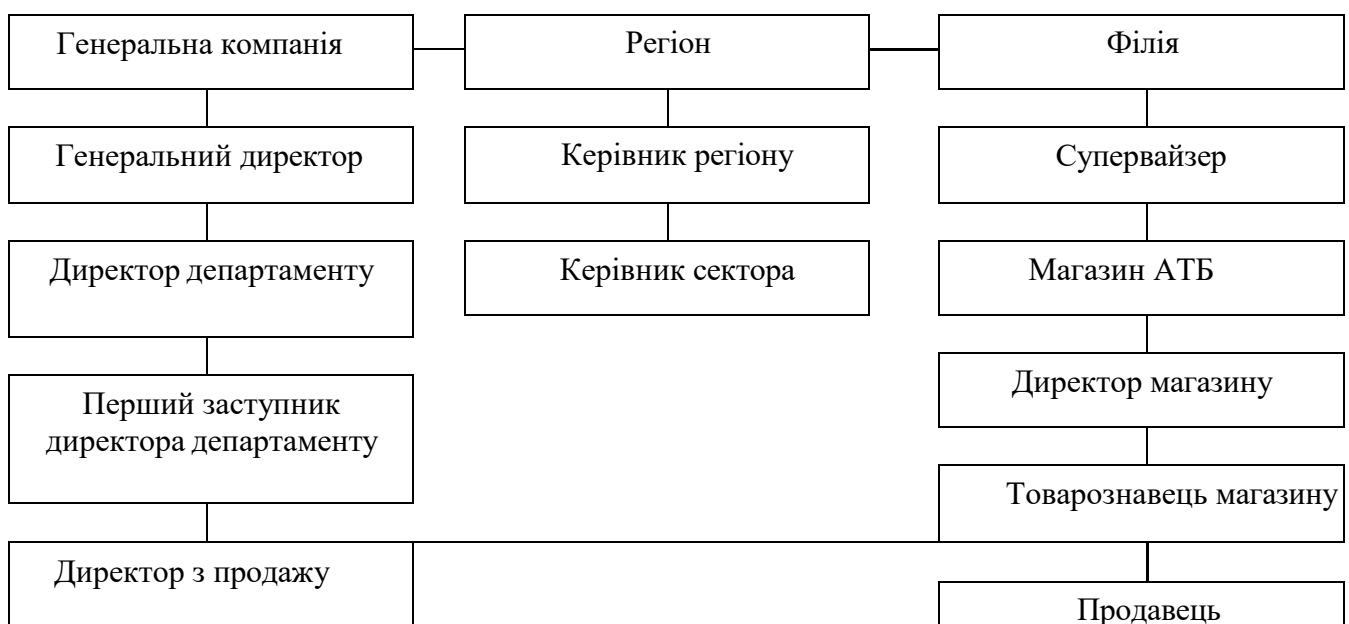 Генеральна компанія
Регіон
Філія
Генеральний директор
Керівник регіону
Супервайзер
Директор департаменту
Керівник сектора
Магазин АТБ
Перший заступник
директора департаменту
Директор магазину
Товарознавець магазину
Директор з продажу
Продавець